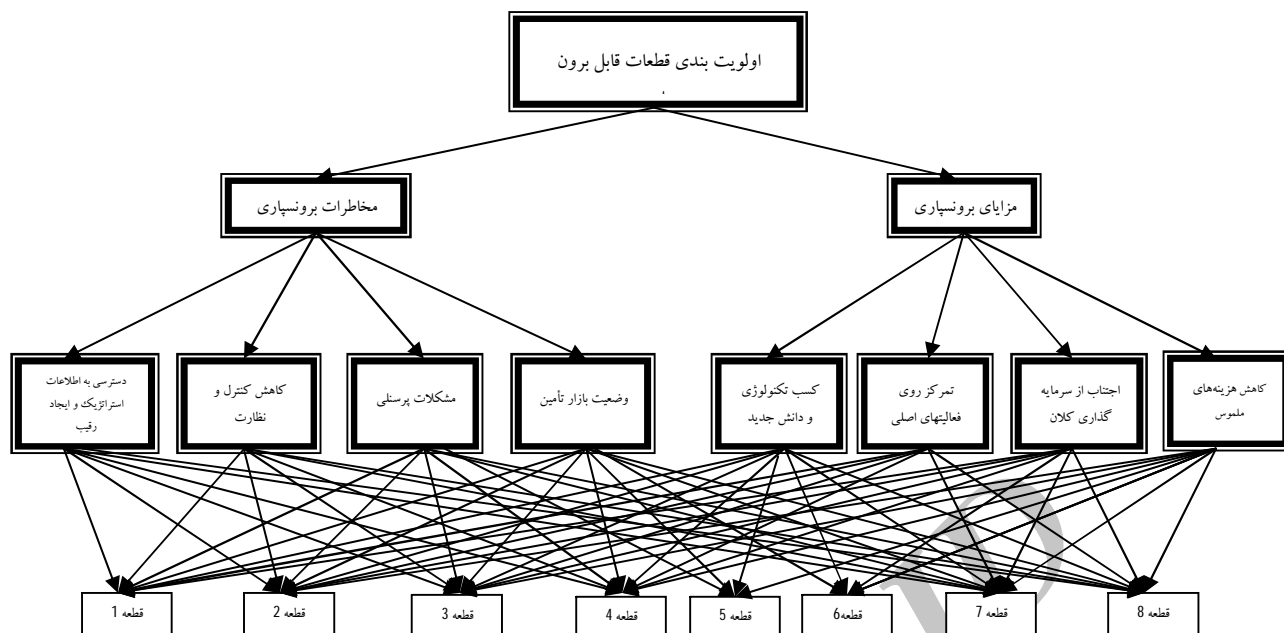 اولویت بندی قطعات قابل برون
مزایای برونسپاری
مخاطرات برونسپاری
کاهش هزینه‌های
ملموس
اجتناب از سرمایه
گذاری کلان
تمرکز روی
فعالیتهای اصلی
کسب تکنولوژی
و دانش جدید
وضعیت بازار تأمین
مشکلات پرسنلی
کاهش کنترل و
نظارت
دسترسی به اطلاعات
استراتژیک و ایجاد
رقیب
قطعه 8
قطعه 7
قطعه6
قطعه 5
قطعه 4
قطعه 3
قطعه 2
قطعه 1